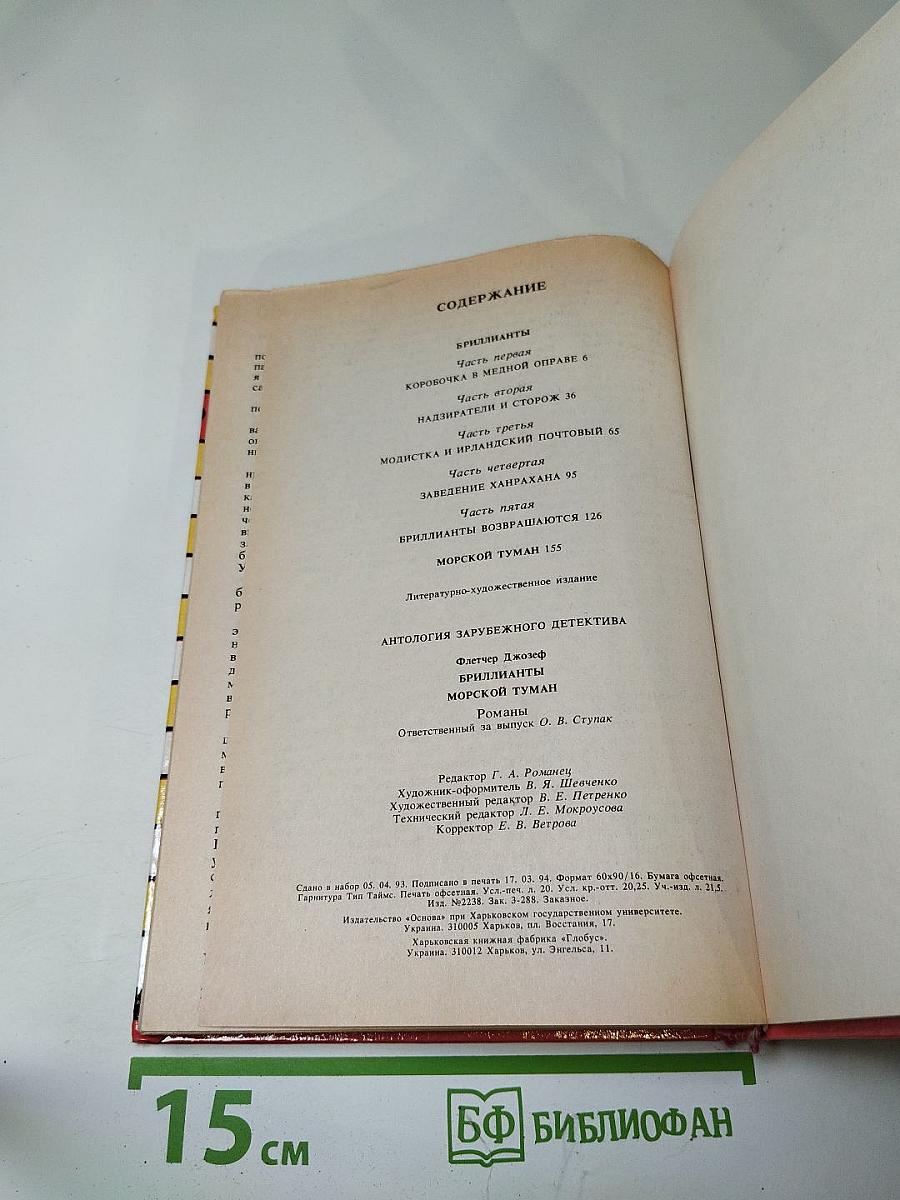 СОДЕРЖАНИЕ
БРИЛЛИАНТЫ
Часть первая
КОРОБОЧКА В МЕДНОЙ ОПРАВЕ 6
Часть вторая
НАДЗИРАТЕЛИ И СТОРОЖ 36
Часть третья
МОДИСТКА И ИРЛАНДСКИЙ ПОЧТОВЫЙ 65
Часть четвертая
ЗАВЕДЕНИЕ ХАНРАХАНА 95
Часть пятая
БРИЛЛИАНТЫ ВОЗВРАЩАЮТСЯ 126
МОРСКОЙ ТУМАН 155
Литературно-художественное издание
АНТОЛОГИЯ ЗАРУБЕЖНОГО ДЕТЕКТИВА
Флетчер Джозеф
БРИЛЛИАНТЫ
МОРСКОЙ ТУМАН
Романы
Ответственный за выпуск О. В. Ступак
Редактор Г. А. Романец
Художник-оформитель В. Я. Шевченко
Художественный редактор В. Е. Петренко
Технический редактор Л. Е. Мокроусова
Корректор Е. В. Ветрова
Сдано в набор 05. 04. 93. Подписано в печать 17. 03. 94. Формат 60х90/16. Бумага офсетная.
Гарнитура Тип Таймс. Печать офсетная. Усл.-печ. л. 20. Усл. кр.-отт. 20,25. Уч.-изд. л. 21,5.
Изд. №2238. Зак. 3-288. Заказное.
Издательство «Основа» при Харьковском государственном университете.
Украина. 310005 Харьков, пл. Восстания, 17.
Харьковская книжная фабрика «Глобус».
Украина. 310012 Харьков, ул. Энгельса, 11.
15 см
БФ БИБЛИОФАН